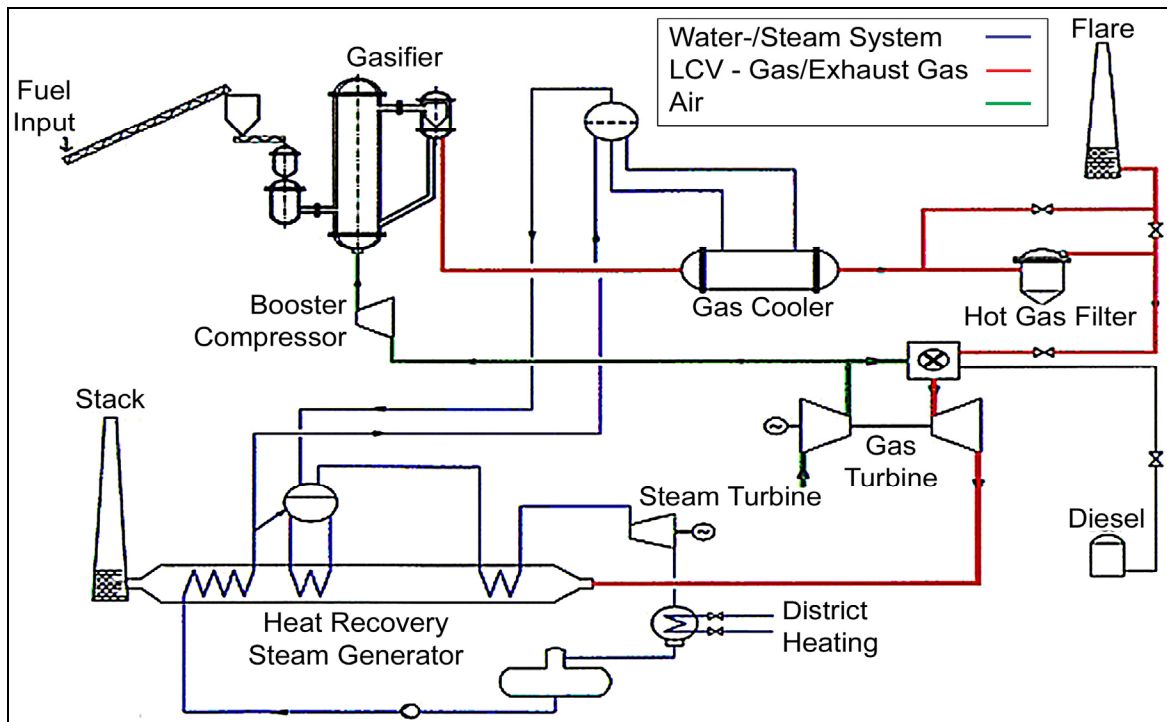 Water-/Steam System
LCV - Gas/Exhaust Gas
Air
Flare
Gasifier
Fuel
Input
Gas Cooler
Hot Gas Filter
Booster
Compressor
Stack
Gas
Turbine
Steam Turbine
Diesel
District
Heating
Heat Recovery
Steam Generator